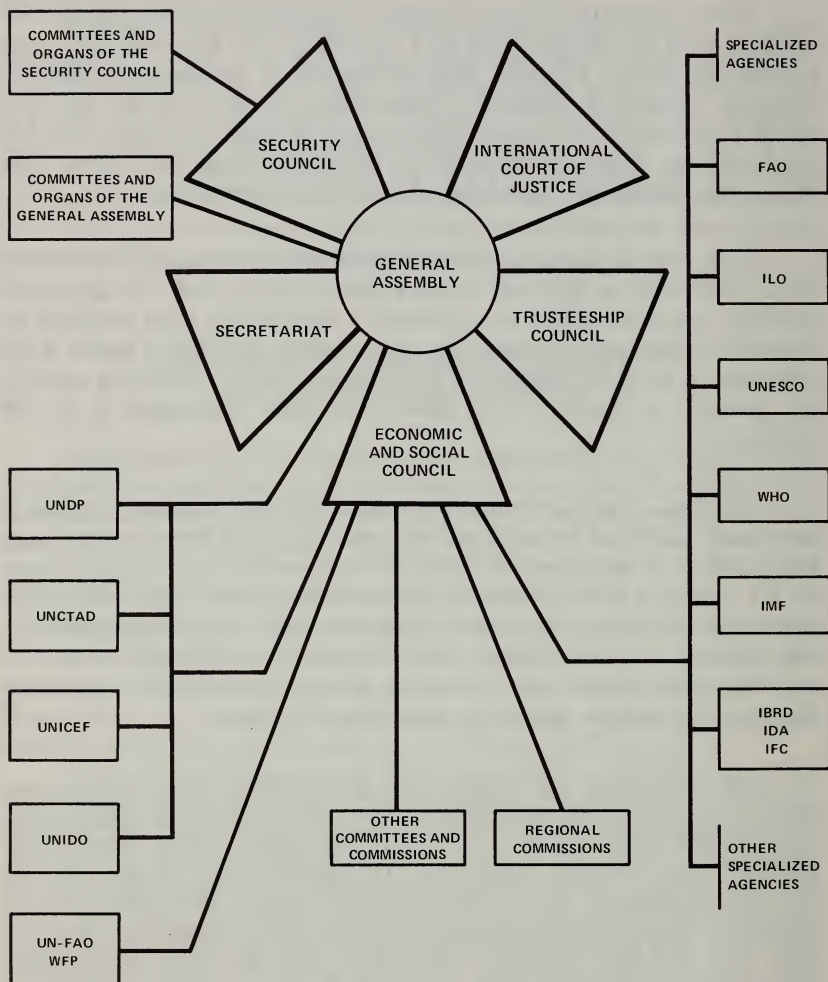 COMMITTEES AND
ORGANS OF THE
SECURITY COUNCIL
COMMITTEES AND
ORGANS OF THE
GENERAL ASSEMBLY
SECURITY
COUNCIL
INTERNATIONAL
COURT OF
JUSTICE
GENERAL
ASSEMBLY
SECRETARIAT
TRUSTEESHIP
COUNCIL
ECONOMIC
AND SOCIAL
COUNCIL
UNDP
UNCTAD
UNICEF
UNIDO
UN-FAO
WFP
OTHER
COMMITTEES AND
COMMISSIONS
REGIONAL
COMMISSIONS
SPECIALIZED
AGENCIES
FAO
ILO
UNESCO
WHO
IMF
IBRD
IDA
IFC
OTHER
SPECIALIZED
AGENCIES